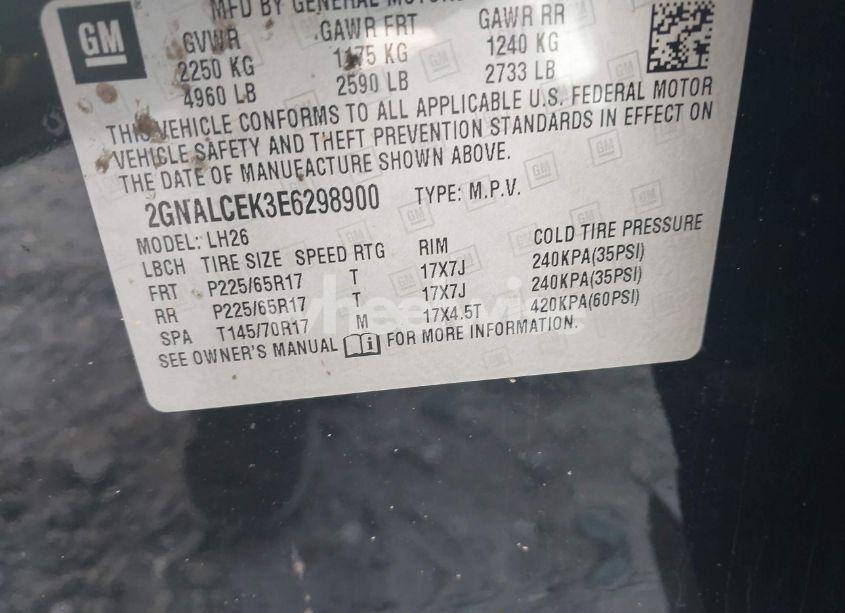 GM
MFD BY GENERAL MOTORS
GVWR GAWR FRT GAWR RR
2250 KG 1175 KG 1240 KG
4960 LB 2590 LB 2733 LB
THIS VEHICLE CONFORMS TO ALL APPLICABLE U.S. FEDERAL MOTOR
VEHICLE SAFETY AND THEFT PREVENTION STANDARDS IN EFFECT ON
THE DATE OF MANUFACTURE SHOWN ABOVE.
2GNALCEK3E6298900 TYPE: M.P.V.
MODEL: LH26
LBCH TIRE SIZE SPEED RTG RIM COLD TIRE PRESSURE
FRT P225/65R17 T 17X7J 240KPA(35PSI)
RR P225/65R17 T 17X7J 240KPA(35PSI)
SPA T145/70R17 M 17X4.5T 420KPA(60PSI)
SEE OWNER'S MANUAL FOR MORE INFORMATION.